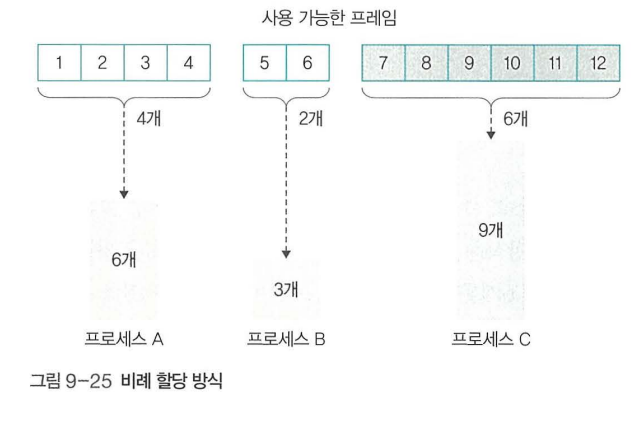 사용 가능한 프레임
1 2 3 4 5 6 7 8 9 10 11 12
4개 2개 6개
6개 3개 9개
프로세스 A 프로세스 B 프로세스 C
그림 9-25 비례 할당 방식